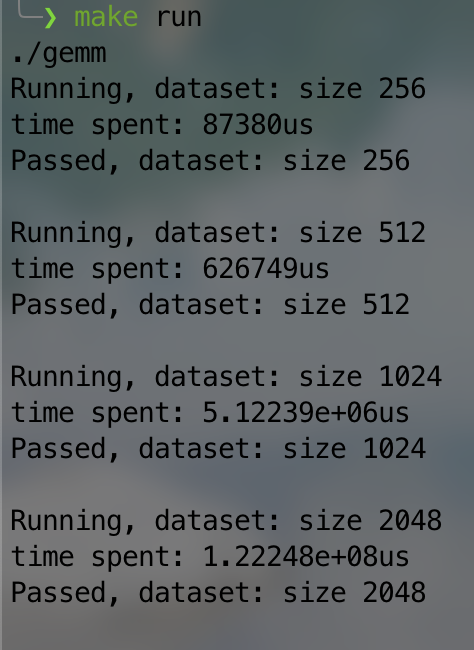 ❯ make run
./gemm
Running, dataset: size 256
time spent: 87380us
Passed, dataset: size 256

Running, dataset: size 512
time spent: 626749us
Passed, dataset: size 512

Running, dataset: size 1024
time spent: 5.12239e+06us
Passed, dataset: size 1024

Running, dataset: size 2048
time spent: 1.22248e+08us
Passed, dataset: size 2048